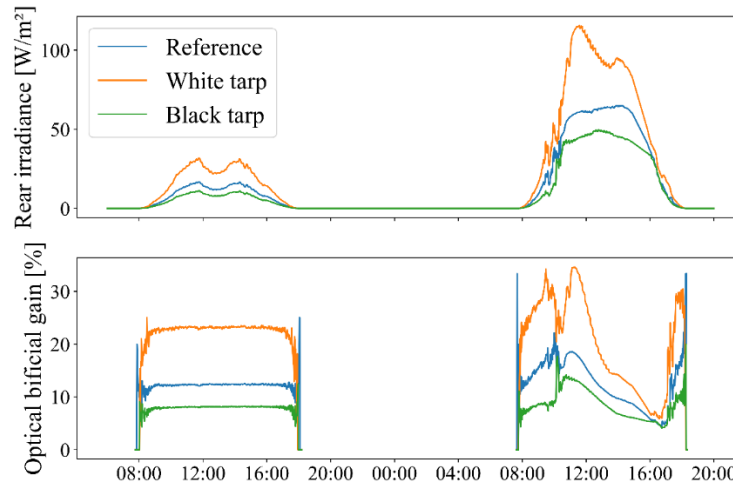 Rear irradiance [W/m²]
100
50
0
Reference
White tarp
Black tarp
Optical bificial gain [%]
30
20
10
0
08:00 12:00 16:00 20:00 00:00 04:00 08:00 12:00 16:00 20:00